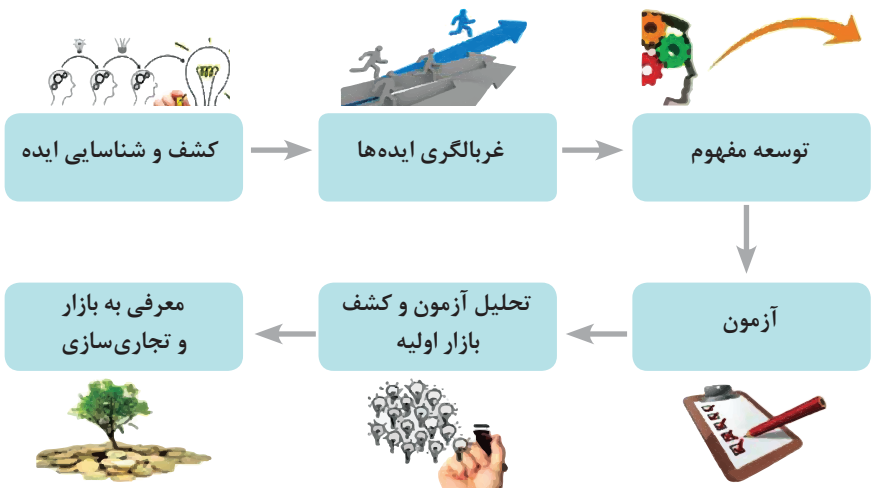 کشف و شناسایی ایده
غربالگری ایده‌ها
توسعه مفهوم
آزمون
تحلیل آزمون و کشف
بازار اولیه
معرفی به بازار
و تجاری‌سازی